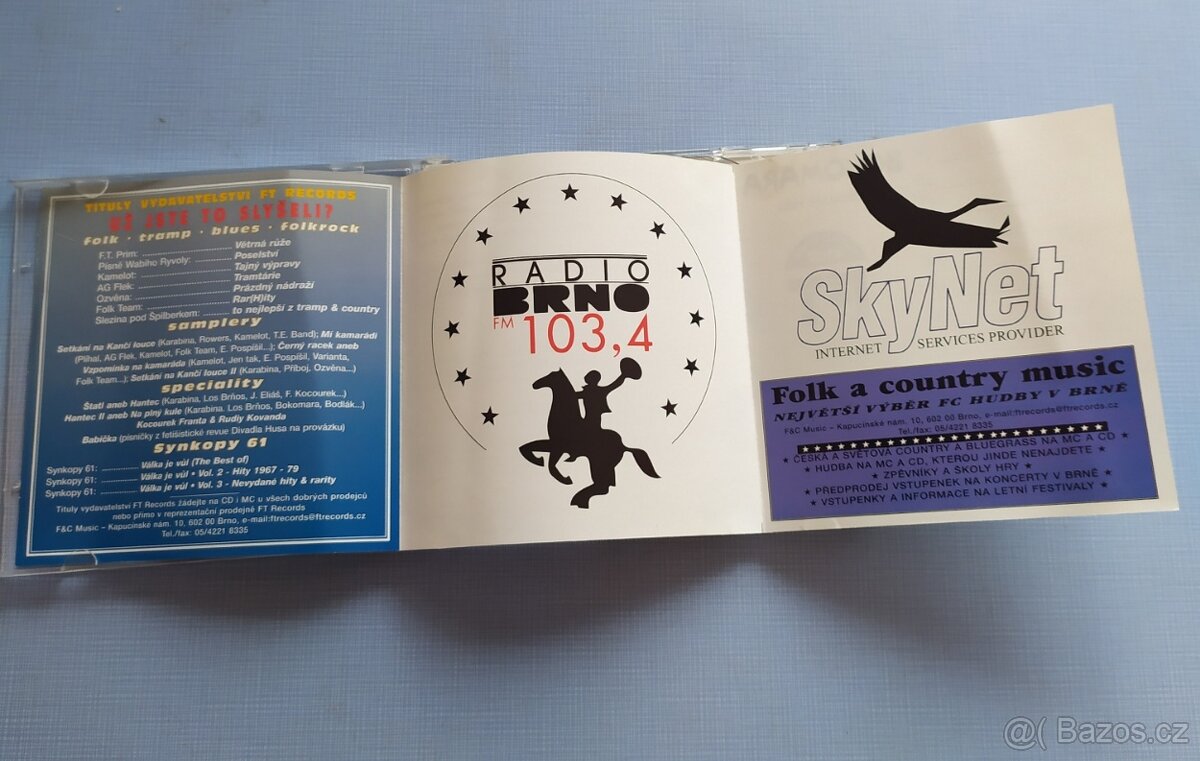 TITULY VYDAVATELSTVÍ FT RECORDS
UŽ JSTE TO SLYŠELI?
folk · tramp · blues · folkrock
F.T. Prim: ........................ Větrná růže
Písně Wabiho Ryvoly: .......... Poselství
Kamelot: ........................ Tajný výpravy
AG Flek: ........................ Tramtárie
Ozvěna: ........................ Prázdný nádraží
Folk Team: ........................ Rar(H)ity
Slezina pod Špilberkem: ........ to nejlepší z tramp & country
samplery
Setkání na Kančí louce (Karabina, Rowers, Kamelot, T.E. Band); Mí kamarádi
(Plíhal, AG Flek, Kamelot, Folk Team, E. Pospíšil...); Černý racek aneb
Vzpomínka na kamaráda (Kamelot, Jen tak, E. Pospíšil, Varianta,
Folk Team...); Setkání na Kančí louce II (Karabina, Příboj, Ozvěna...)
speciality
Štatl aneb Hantec (Karabina, Los Brňos, J. Eliáš, F. Kocourek...)
Hantec II aneb Na plný kule (Karabina, Los Brňos, Bokomara, Bodlák...)
Kocourek Franta & Rudly Kovanda
Babička (písničky z fetišistické revue Divadla Husa na provázku)
Synkopy 61
Synkopy 61: .......... Válka je vůl (The Best of)
Synkopy 61: .......... Válka je vůl • Vol. 2 - Hity 1967 - 79
Synkopy 61: .......... Válka je vůl • Vol. 3 - Nevydané hity & rarity
Tituly vydavatelství FT Records žádejte na CD i MC u všech dobrých prodejců
nebo přímo v reprezentační prodejně FT Records
F&C Music – Kapucínské nám. 10, 602 00 Brno, e-mail:ftrecords@ftrecords.cz
Tel./fax: 05/4221 8335
RADIO
BRNO
FM 103,4
SkyNet
INTERNET SERVICES PROVIDER
Folk a country music
NEJVĚTŠÍ VÝBĚR FC HUDBY V BRNĚ
F&C Music – Kapucínské nám. 10, 602 00 Brno, e-mail:ftrecords@ftrecords.cz
Tel./fax: 05/4221 8335
★ ČESKÁ A SVĚTOVÁ COUNTRY A BLUEGRASS NA MC A CD ★
★ HUDBA NA MC A CD, KTEROU JINDE NENAJDETE ★
★ ZPĚVNÍKY A ŠKOLY HRY ★
★ PŘEDPRODEJ VSTUPENEK NA KONCERTY V BRNĚ ★
★ VSTUPENKY A INFORMACE NA LETNÍ FESTIVALY ★
@( Bazos.cz